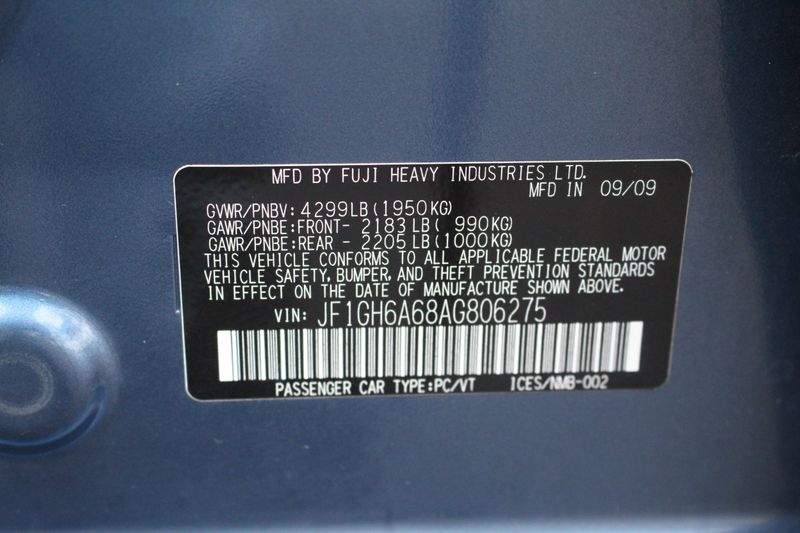 MFD BY FUJI HEAVY INDUSTRIES LTD.
MFD IN 09/09
GVWR/PNBV: 4299LB (1950KG)
GAWR/PNBE:FRONT- 2183LB ( 990KG)
GAWR/PNBE:REAR - 2205LB (1000KG)
THIS VEHICLE CONFORMS TO ALL APPLICABLE FEDERAL MOTOR
VEHICLE SAFETY, BUMPER, AND THEFT PREVENTION STANDARDS
IN EFFECT ON THE DATE OF MANUFACTURE SHOWN ABOVE.
VIN: JF1GH6A68AG806275
PASSENGER CAR TYPE:PC/VT ICES/NMB-002